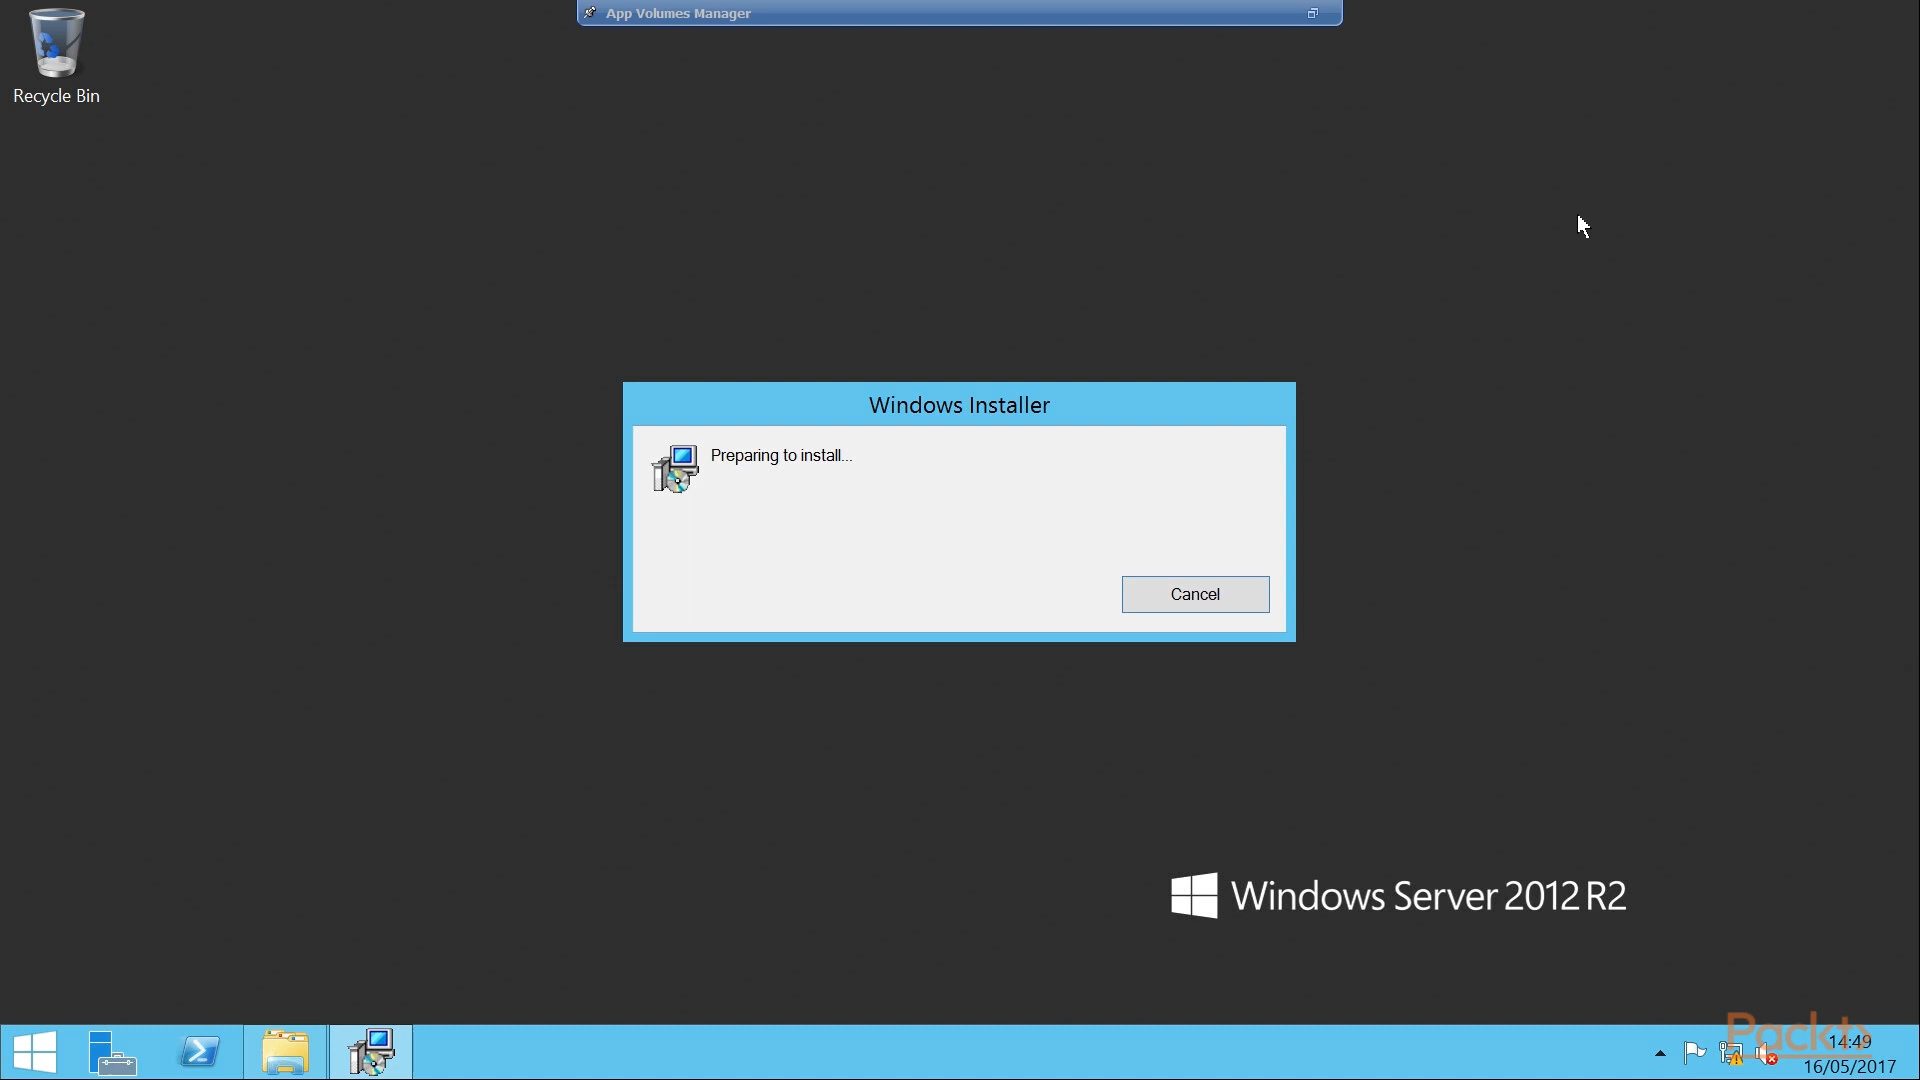 App Volumes Manager
Recycle Bin
Windows Installer
Preparing to install...
Cancel
Windows Server 2012 R2
Packt>
14:49
16/05/2017